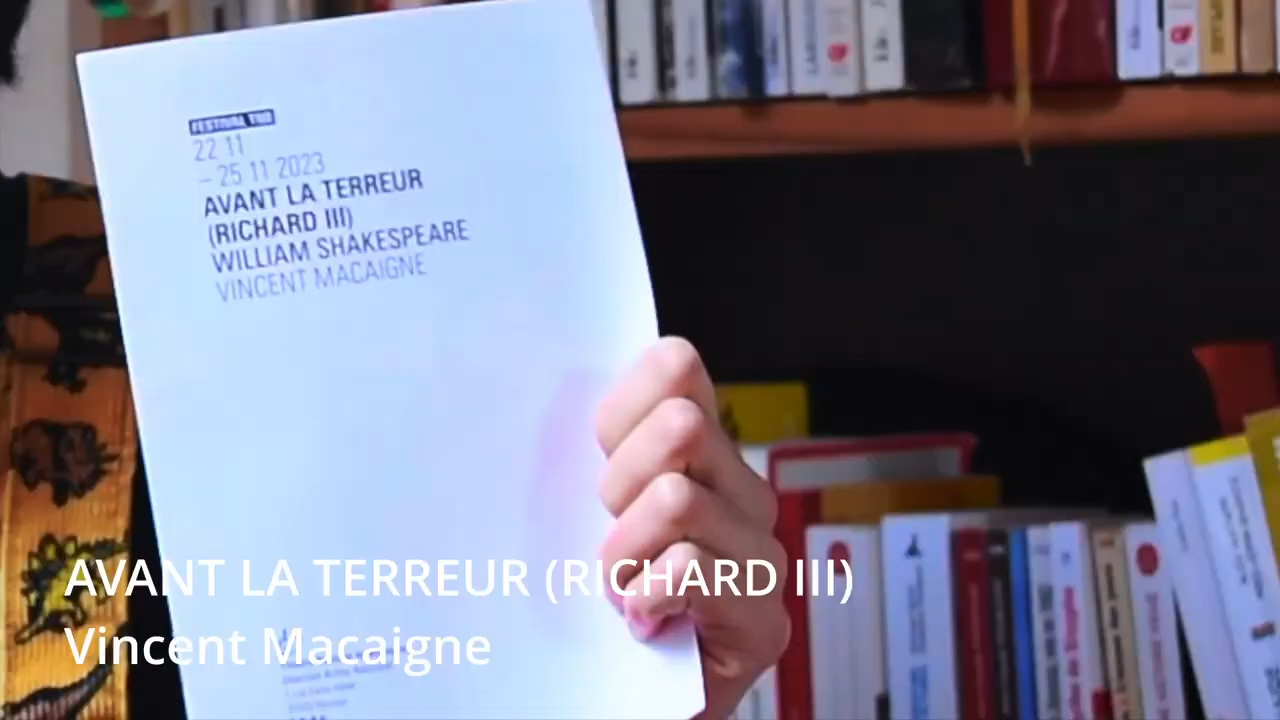 FESTIVAL TNB
22 11
– 25 11 2023
AVANT LA TERREUR
(RICHARD III)
WILLIAM SHAKESPEARE
VINCENT MACAIGNE
AVANT LA TERREUR (RICHARD III)
Vincent Macaigne